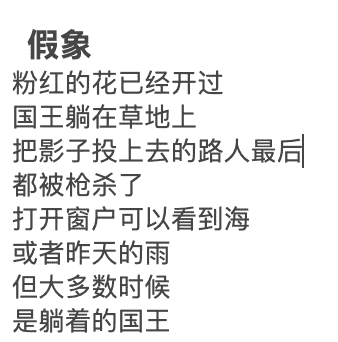 假象
粉红的花已经开过
国王躺在草地上
把影子投上去的路人最后
都被枪杀了
打开窗户可以看到海
或者昨天的雨
但大多数时候
是躺着的国王